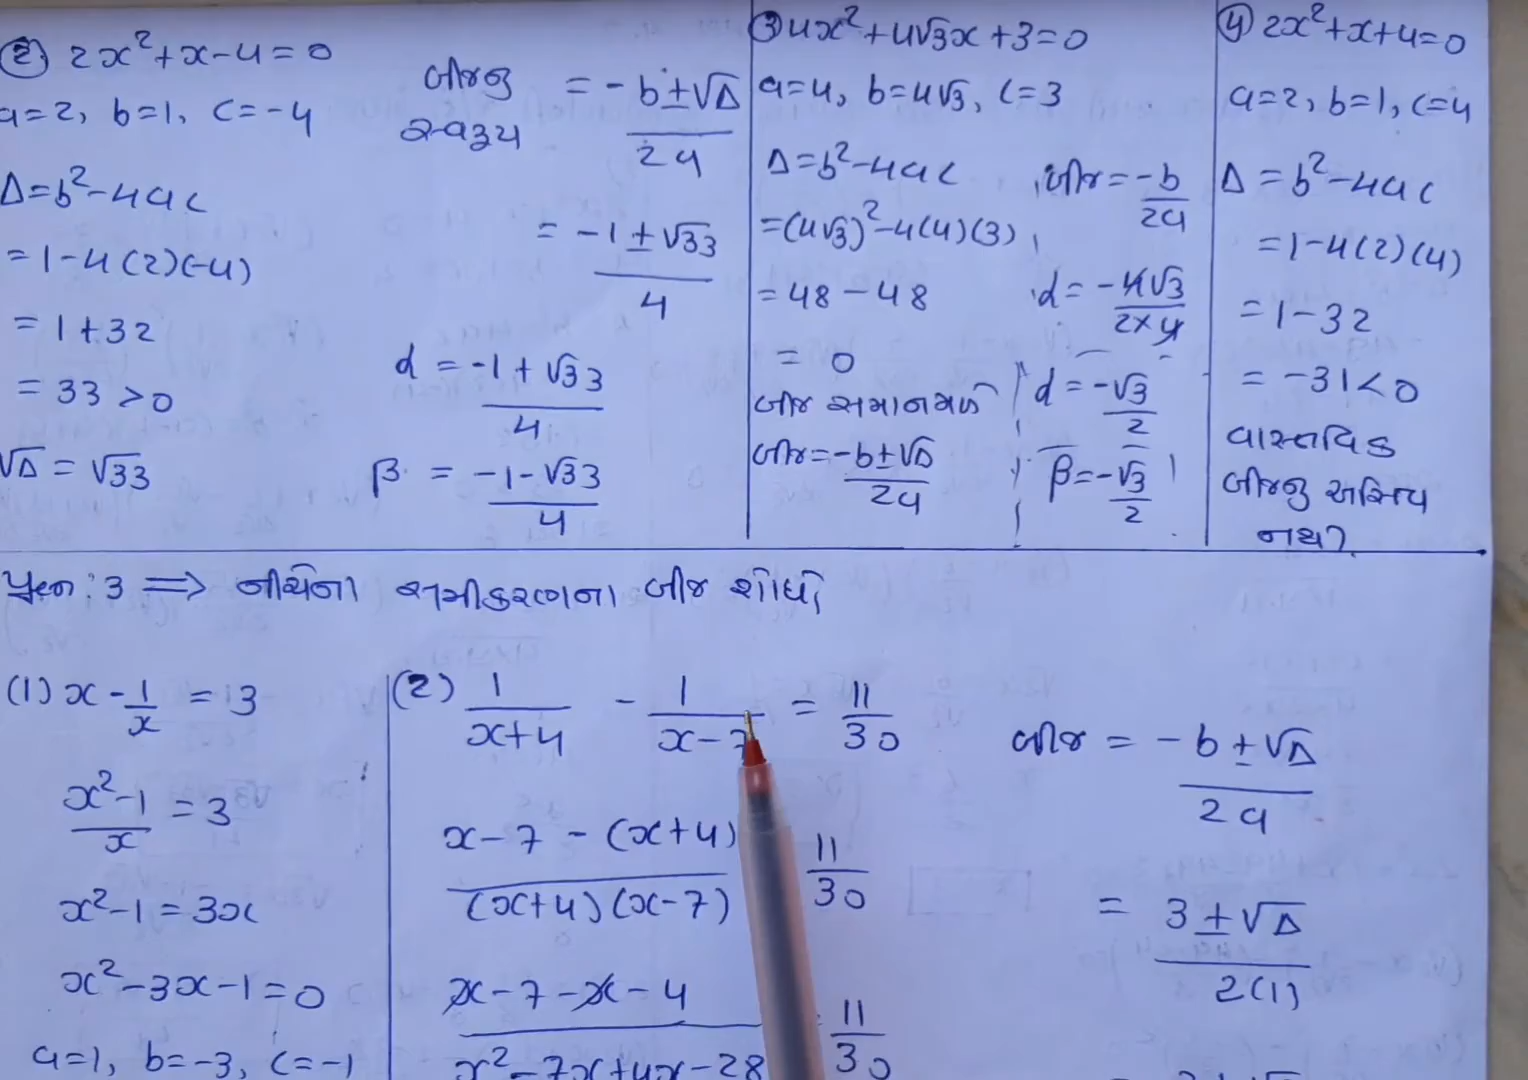 ② 2x²+x-4=0
a=2, b=1, c=-4
Δ=b²-4ac
=1-4(2)(-4)
= 1+32
= 33>0
√Δ = √33
બીજનું સ્વરૂપ = -b±√Δ / 2a
= -1±√33 / 4
α = -1+√33 / 4
β = -1-√33 / 4
③ 4x²+4√3x+3=0
a=4, b=4√3, c=3
Δ=b²-4ac
=(4√3)²-4(4)(3)
=48-48
= 0
બીજ સમાન મળે
બીજ=-b±√Δ / 2a
બીજ=-b / 2a
α=-4√3 / 2×4
α=-√3 / 2
β=-√3 / 2
④ 2x²+x+4=0
a=2, b=1, c=4
Δ=b²-4ac
=1-4(2)(4)
=1-32
= -31<0
વાસ્તવિક
બીજનું અસ્તિત્વ
નથી.
પ્રશ્ન:3 ⇒ નીચેના સમીકરણના બીજ શોધો
(1) x-1/x = 3
x²-1 / x = 3
x²-1=3x
x²-3x-1=0
a=1, b=-3, c=-1
(2) 1 / x+4 - 1 / x-7 = 11 / 30
x-7-(x+4) / (x+4)(x-7) 11 / 30
x-7-x-4 / x²-7x+4x-28 11 / 30
બીજ = -b±√Δ / 2a
= 3±√Δ / 2(1)